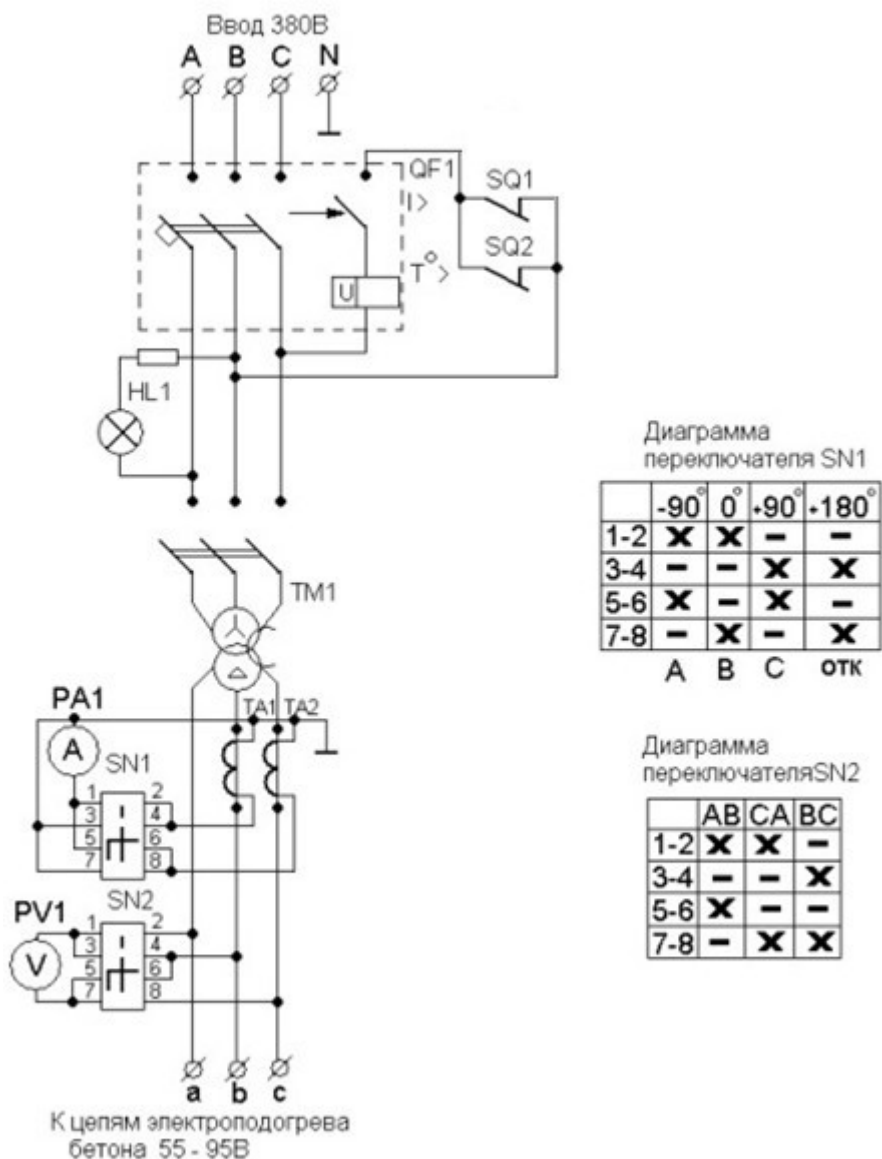 Ввод 380В
A B C N
QF1
I>
T°>
SQ1
SQ2
U
HL1
TM1
PA1
A
SN1
TA1 TA2
1 2
3 4
5 6
7 8
SN2
PV1
V
1 2
3 4
5 6
7 8
a b c
К цепям электроподогрева
бетона 55 - 95В
Диаграмма
переключателя SN1
-90° 0° +90° +180°
1-2 X X – –
3-4 – – X X
5-6 X – X –
7-8 – X – X
A B C ОТК
Диаграмма
переключателяSN2
AB CA BC
1-2 X X –
3-4 – – X
5-6 X – –
7-8 – X X